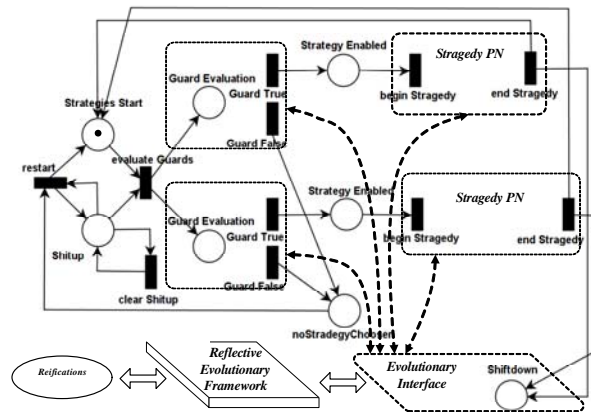 Strategy Enabled
Stragedy PN
Guard Evaluation
Guard True
begin Stragedy
end Stragedy
Strategies Start
Guard False
restart
evaluate Guards
Strategy Enabled
Stragedy PN
Guard Evaluation
Shitup
Guard True
begin Stragedy
end Stragedy
Guard False
clear Shitup
noStradegyChoosen
Reifications
Reflective
Evolutionary
Framework
Evolutionary
Interface
Shiftdown